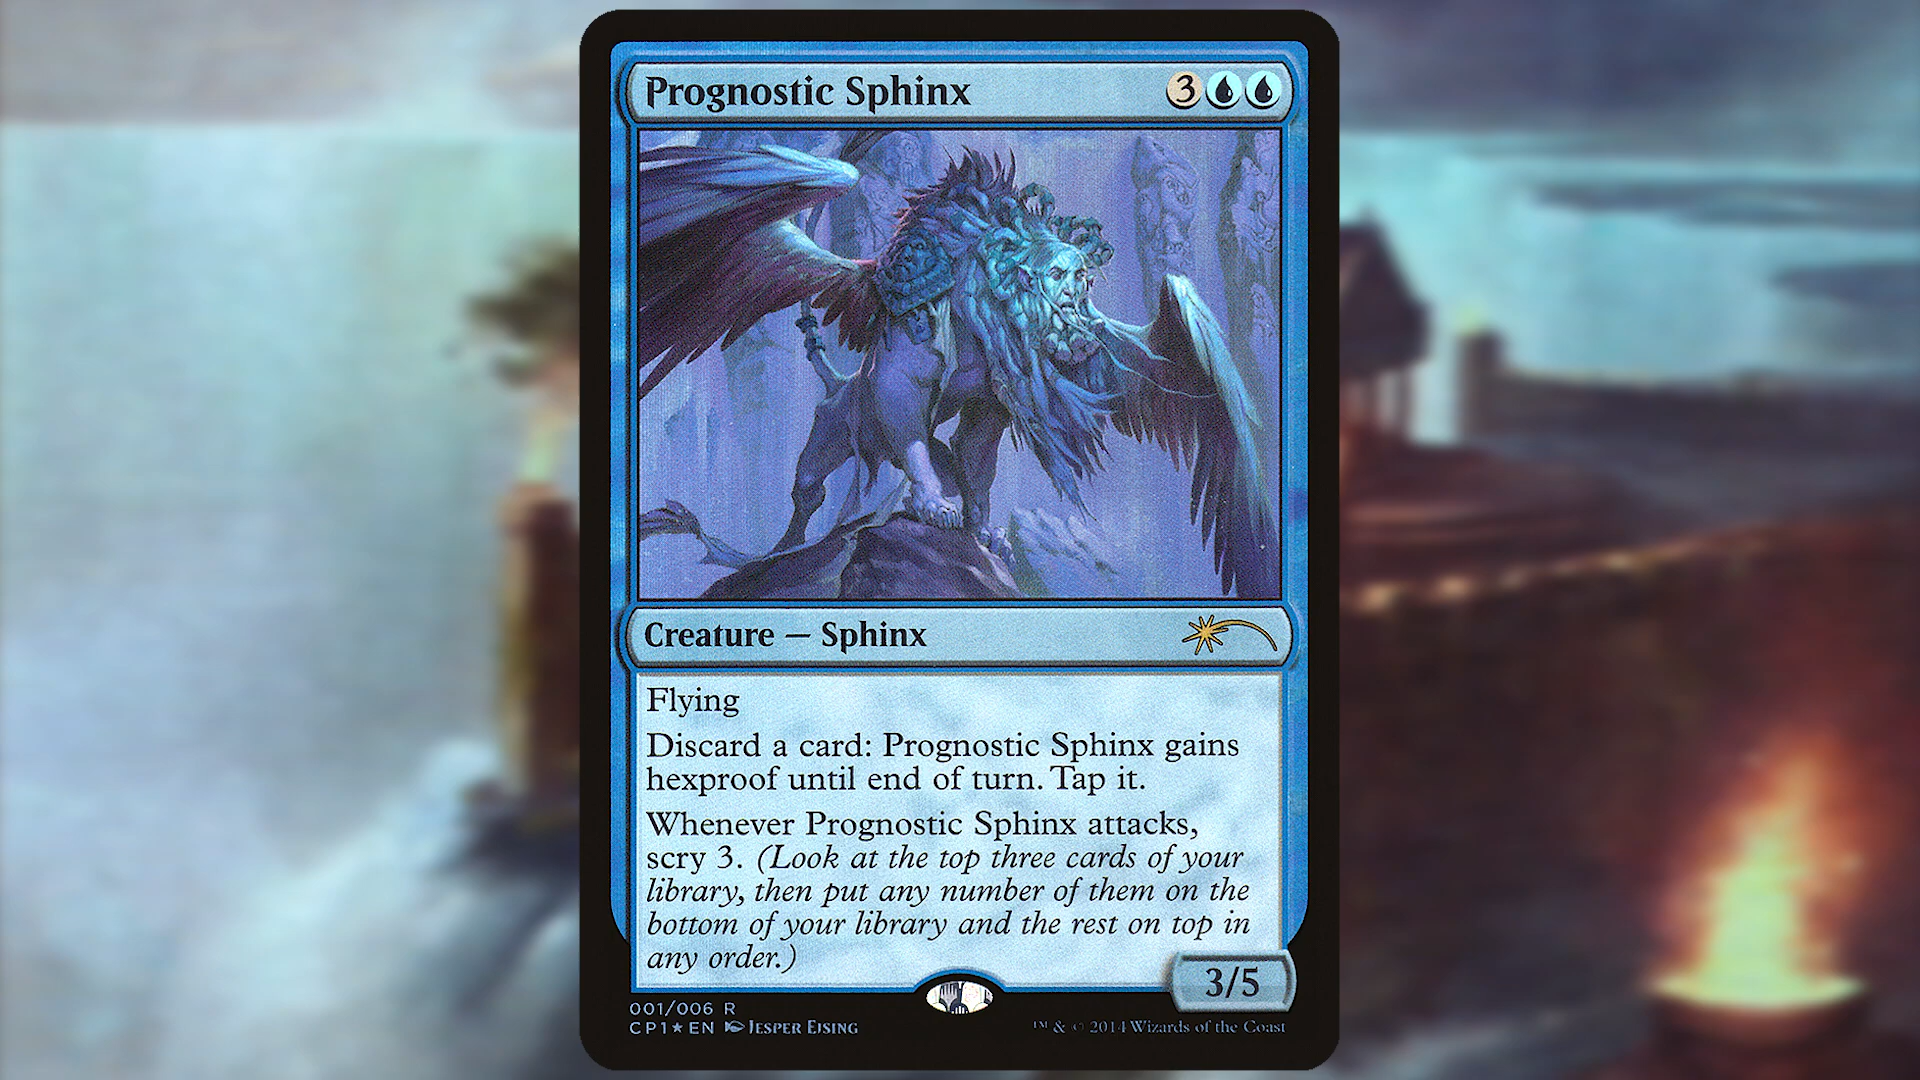 Prognostic Sphinx 3
Creature — Sphinx
Flying
Discard a card: Prognostic Sphinx gains
hexproof until end of turn. Tap it.
Whenever Prognostic Sphinx attacks,
scry 3. (Look at the top three cards of your
library, then put any number of them on the
bottom of your library and the rest on top in
any order.)
3/5
001/006 R
CP1★EN Jesper Ejsing
™ & © 2014 Wizards of the Coast